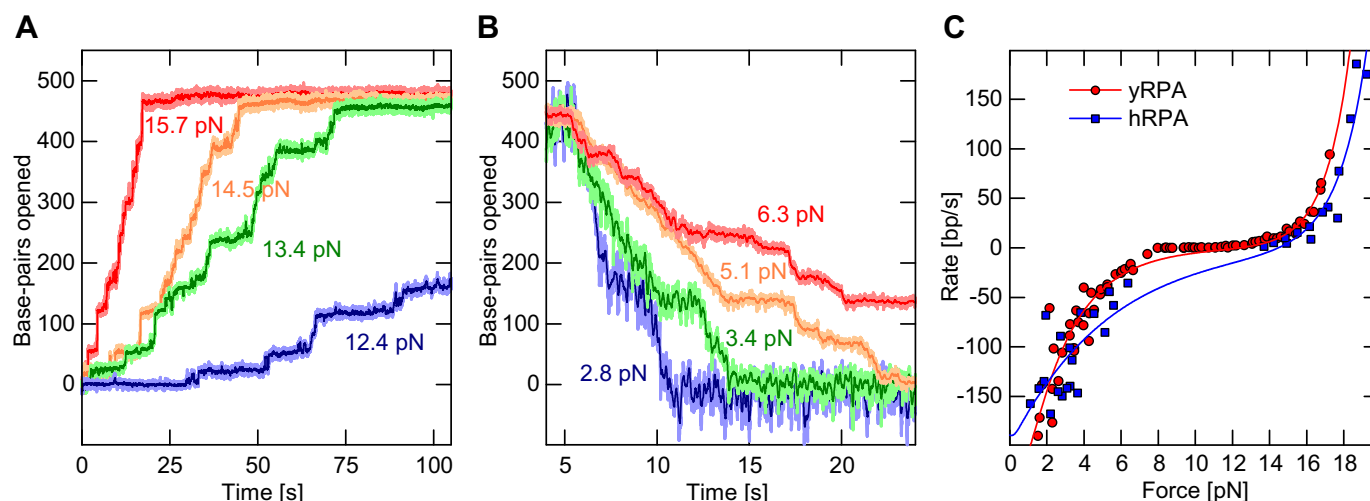 A
Base-pairs opened
500
400
300
200
100
0
15.7 pN
14.5 pN
13.4 pN
12.4 pN
0 25 50 75 100
Time [s]
B
Base-pairs opened
500
400
300
200
100
0
6.3 pN
5.1 pN
3.4 pN
2.8 pN
5 10 15 20
Time [s]
C
Rate [bp/s]
150
100
50
0
-50
-100
-150
yRPA
hRPA
0 2 4 6 8 10 12 14 16 18
Force [pN]